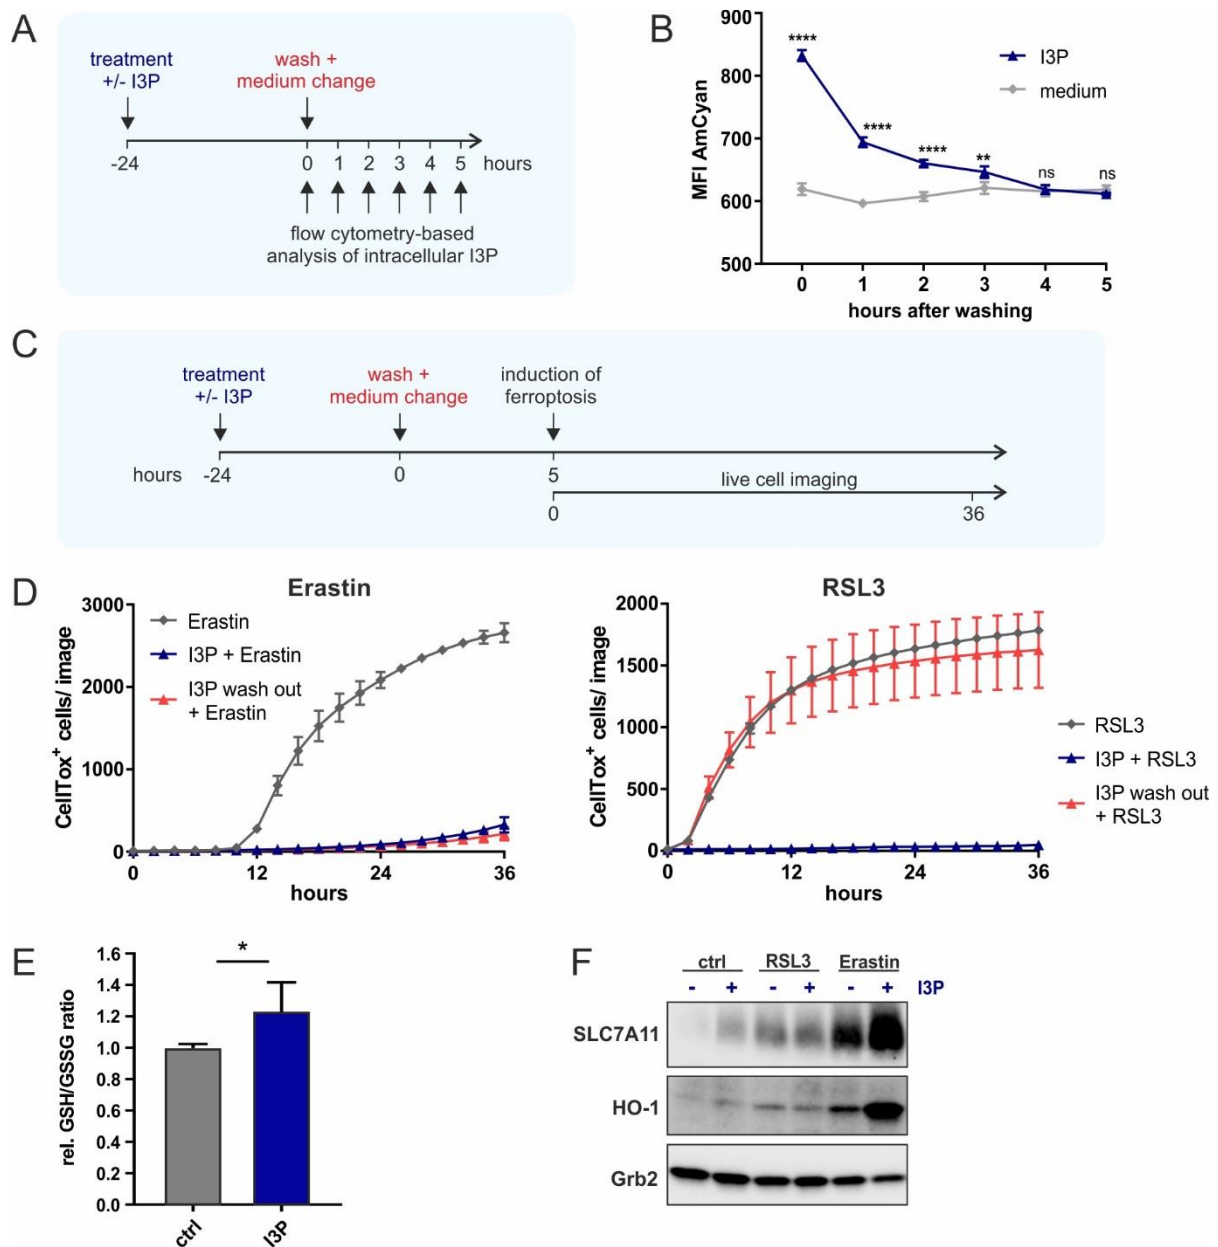 A
treatment
+/- I3P
wash +
medium change
-24
0 1 2 3 4 5 hours
flow cytometry-based
analysis of intracellular I3P
B
900
800
700
600
500
MFI AmCyan
****
****
****
**
ns
ns
I3P
medium
0 1 2 3 4 5
hours after washing
C
treatment
+/- I3P
wash +
medium change
induction of
ferroptosis
hours -24 0 5
live cell imaging
0 36
D
Erastin
3000
2000
1000
0
CellTox+ cells/ image
Erastin
I3P + Erastin
I3P wash out
+ Erastin
0 12 24 36
hours
RSL3
2000
1500
1000
500
0
CellTox+ cells/ image
RSL3
I3P + RSL3
I3P wash out
+ RSL3
0 12 24 36
hours
E
1.6
1.4
1.2
1.0
0.8
0.6
0.4
0.2
0.0
rel. GSH/GSSG ratio
*
ctrl
I3P
F
ctrl RSL3 Erastin
- + - + - + I3P
SLC7A11
HO-1
Grb2